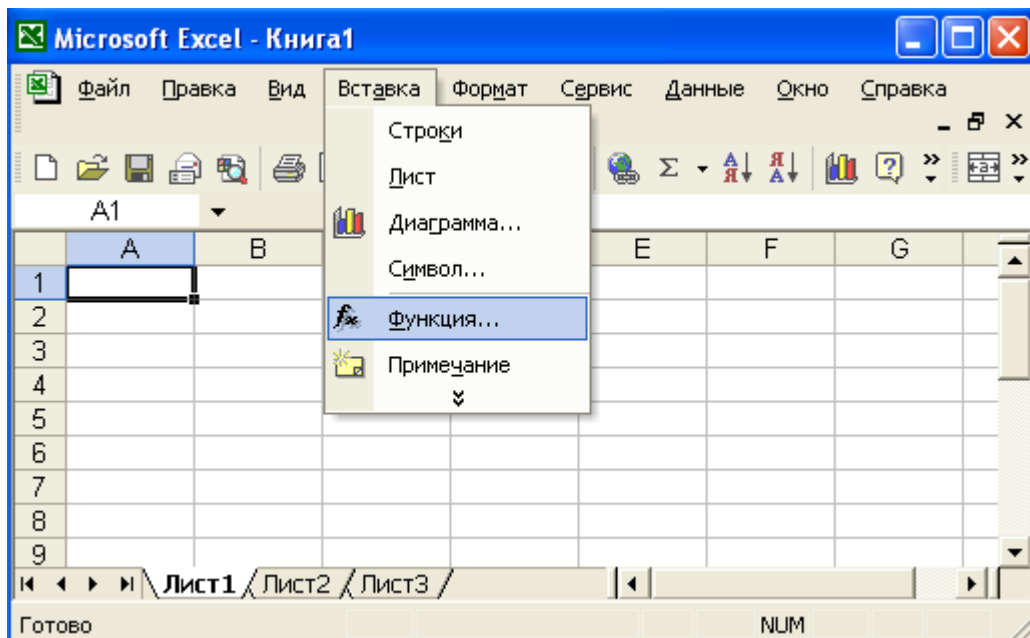 Microsoft Excel - Книга1
Файл Правка Вид Вставка Формат Сервис Данные Окно Справка
Строки
Лист
Диаграмма...
Символ...
Функция...
Примечание
Σ
A1
A B E F G
1
2
3
4
5
6
7
8
9
Лист1 Лист2 Лист3
Готово NUM